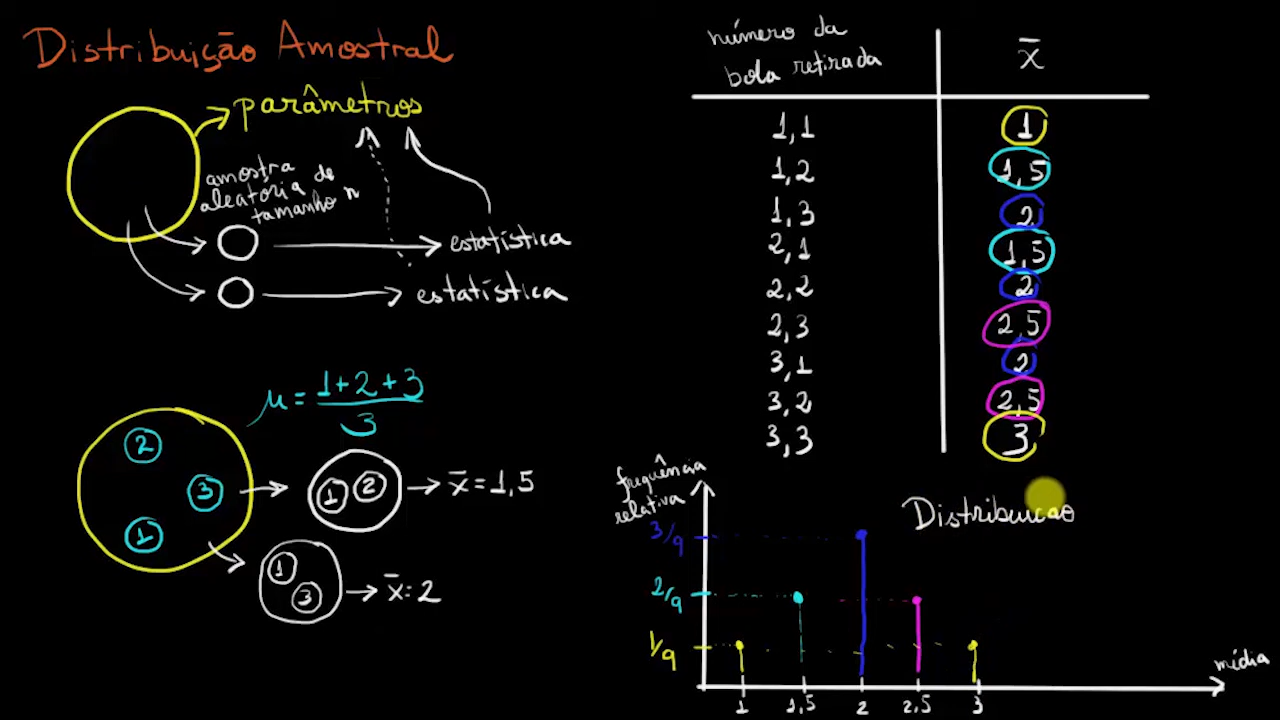 Distribuição Amostral
parâmetros
amostra
aleatória de
tamanho n
estatística
estatística
μ = 1+2+3
3
2
3
1
1 2
x̄ = 1,5
1
3
x̄ = 2
número da
bola retirada
x̄
1,1 1
1,2 1,5
1,3 2
2,1 1,5
2,2 2
2,3 2,5
3,1 2
3,2 2,5
3,3 3
frequência
relativa
Distribuição
3/9
2/9
1/9
1 1,5 2 2,5 3
mídia